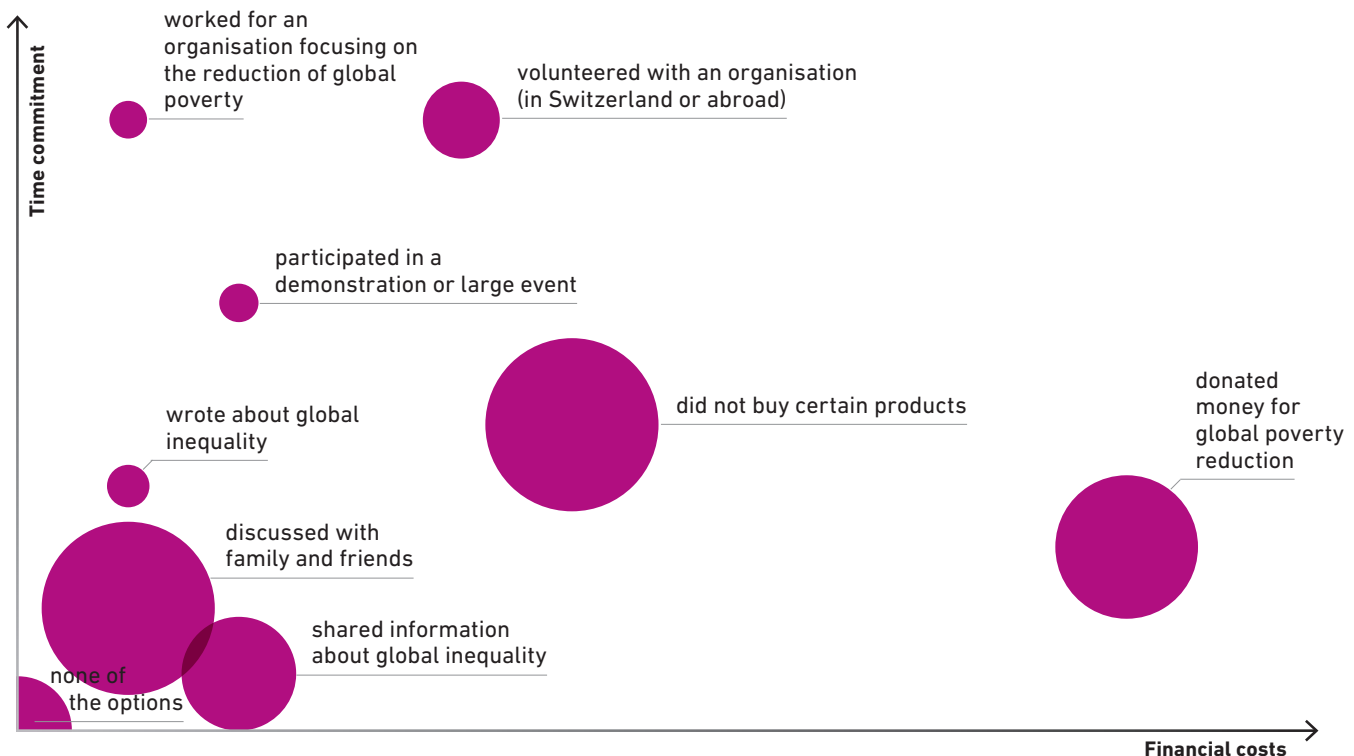 worked for an
organisation focusing on
the reduction of global
poverty
Time commitment
volunteered with an organisation
(in Switzerland or abroad)
participated in a
demonstration or large event
donated
money for
global poverty
reduction
did not buy certain products
wrote about global
inequality
discussed with
family and friends
shared information
about global inequality
none of
the options
Financial costs